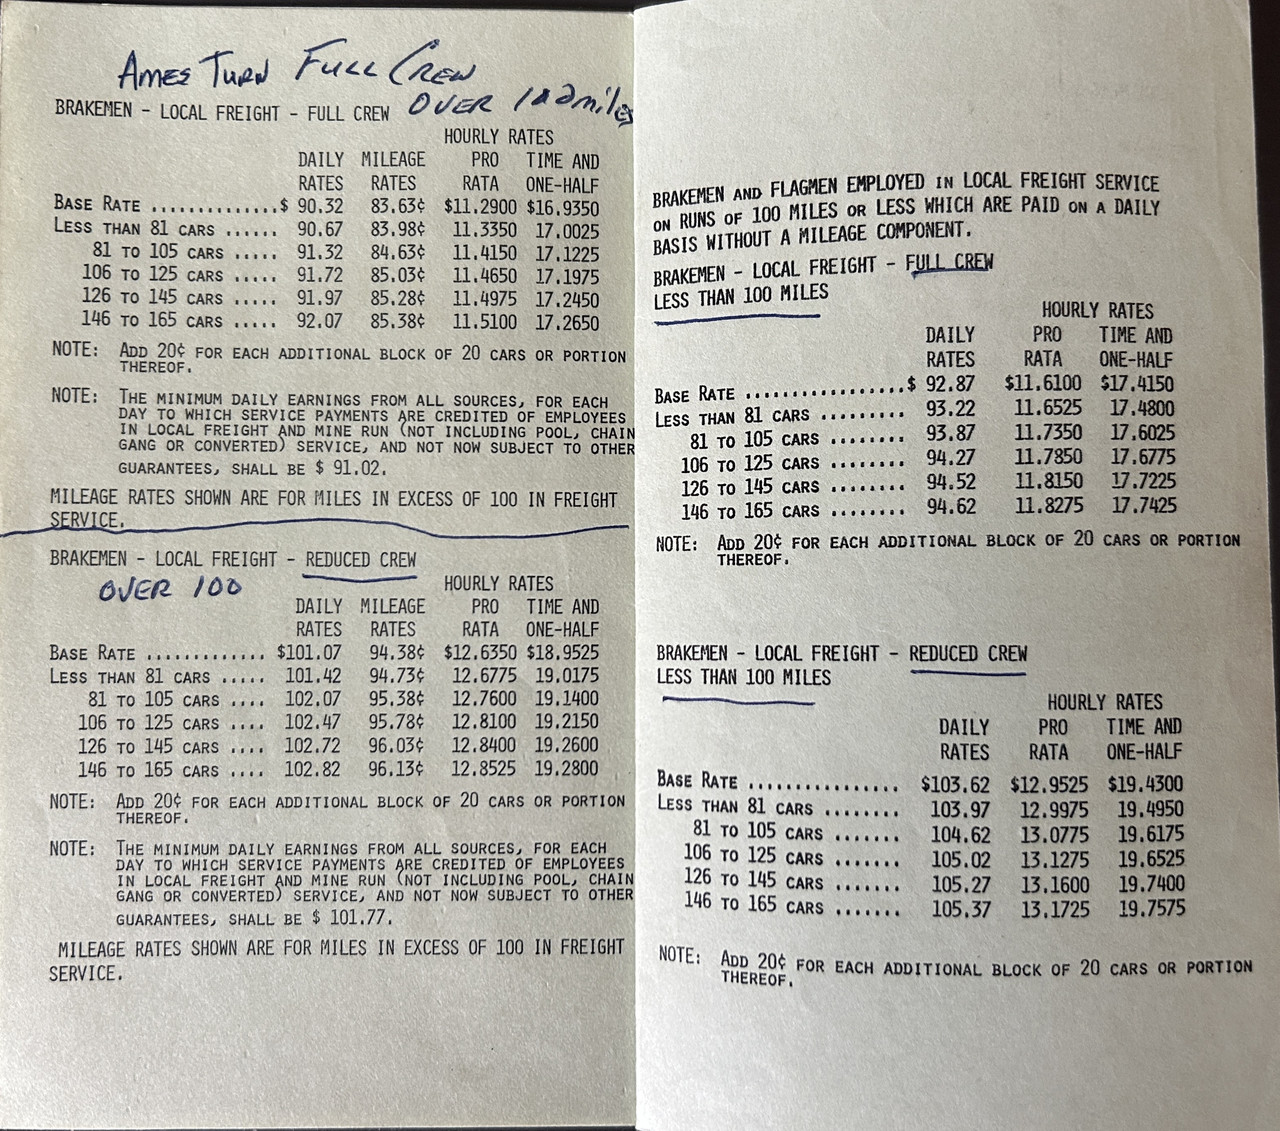 Ames Turn Full Crew
BRAKEMEN - LOCAL FREIGHT - FULL CREW OVER 100 miles
HOURLY RATES
DAILY MILEAGE PRO TIME AND
RATES RATES RATA ONE-HALF
BASE RATE ..............$ 90.32 83.63¢ $11.2900 $16.9350
LESS THAN 81 CARS ...... 90.67 83.98¢ 11.3350 17.0025
81 TO 105 CARS ..... 91.32 84.63¢ 11.4150 17.1225
106 TO 125 CARS ..... 91.72 85.03¢ 11.4650 17.1975
126 TO 145 CARS ..... 91.97 85.28¢ 11.4975 17.2450
146 TO 165 CARS ..... 92.07 85.38¢ 11.5100 17.2650
NOTE: ADD 20¢ FOR EACH ADDITIONAL BLOCK OF 20 CARS OR PORTION
THEREOF.
NOTE: THE MINIMUM DAILY EARNINGS FROM ALL SOURCES, FOR EACH
DAY TO WHICH SERVICE PAYMENTS ARE CREDITED OF EMPLOYEES
IN LOCAL FREIGHT AND MINE RUN (NOT INCLUDING POOL, CHAIN
GANG OR CONVERTED) SERVICE, AND NOT NOW SUBJECT TO OTHER
GUARANTEES, SHALL BE $ 91.02.
MILEAGE RATES SHOWN ARE FOR MILES IN EXCESS OF 100 IN FREIGHT
SERVICE.
BRAKEMEN - LOCAL FREIGHT - REDUCED CREW
OVER 100
HOURLY RATES
DAILY MILEAGE PRO TIME AND
RATES RATES RATA ONE-HALF
BASE RATE ............. $101.07 94.38¢ $12.6350 $18.9525
LESS THAN 81 CARS ..... 101.42 94.73¢ 12.6775 19.0175
81 TO 105 CARS .... 102.07 95.38¢ 12.7600 19.1400
106 TO 125 CARS .... 102.47 95.78¢ 12.8100 19.2150
126 TO 145 CARS .... 102.72 96.03¢ 12.8400 19.2600
146 TO 165 CARS .... 102.82 96.13¢ 12.8525 19.2800
NOTE: ADD 20¢ FOR EACH ADDITIONAL BLOCK OF 20 CARS OR PORTION
THEREOF.
NOTE: THE MINIMUM DAILY EARNINGS FROM ALL SOURCES, FOR EACH
DAY TO WHICH SERVICE PAYMENTS ARE CREDITED OF EMPLOYEES
IN LOCAL FREIGHT AND MINE RUN (NOT INCLUDING POOL, CHAIN
GANG OR CONVERTED) SERVICE, AND NOT NOW SUBJECT TO OTHER
GUARANTEES, SHALL BE $ 101.77.
MILEAGE RATES SHOWN ARE FOR MILES IN EXCESS OF 100 IN FREIGHT
SERVICE.
BRAKEMEN AND FLAGMEN EMPLOYED IN LOCAL FREIGHT SERVICE
ON RUNS OF 100 MILES OR LESS WHICH ARE PAID ON A DAILY
BASIS WITHOUT A MILEAGE COMPONENT.
BRAKEMEN - LOCAL FREIGHT - FULL CREW
LESS THAN 100 MILES
HOURLY RATES
DAILY PRO TIME AND
RATES RATA ONE-HALF
BASE RATE .................$ 92.87 $11.6100 $17.4150
LESS THAN 81 CARS ......... 93.22 11.6525 17.4800
81 TO 105 CARS ........ 93.87 11.7350 17.6025
106 TO 125 CARS ........ 94.27 11.7850 17.6775
126 TO 145 CARS ........ 94.52 11.8150 17.7225
146 TO 165 CARS ........ 94.62 11.8275 17.7425
NOTE: ADD 20¢ FOR EACH ADDITIONAL BLOCK OF 20 CARS OR PORTION
THEREOF.
BRAKEMEN - LOCAL FREIGHT - REDUCED CREW
LESS THAN 100 MILES
HOURLY RATES
DAILY PRO TIME AND
RATES RATA ONE-HALF
BASE RATE ................ $103.62 $12.9525 $19.4300
LESS THAN 81 CARS ........ 103.97 12.9975 19.4950
81 TO 105 CARS ....... 104.62 13.0775 19.6175
106 TO 125 CARS ....... 105.02 13.1275 19.6525
126 TO 145 CARS ....... 105.27 13.1600 19.7400
146 TO 165 CARS ....... 105.37 13.1725 19.7575
NOTE: ADD 20¢ FOR EACH ADDITIONAL BLOCK OF 20 CARS OR PORTION
THEREOF.